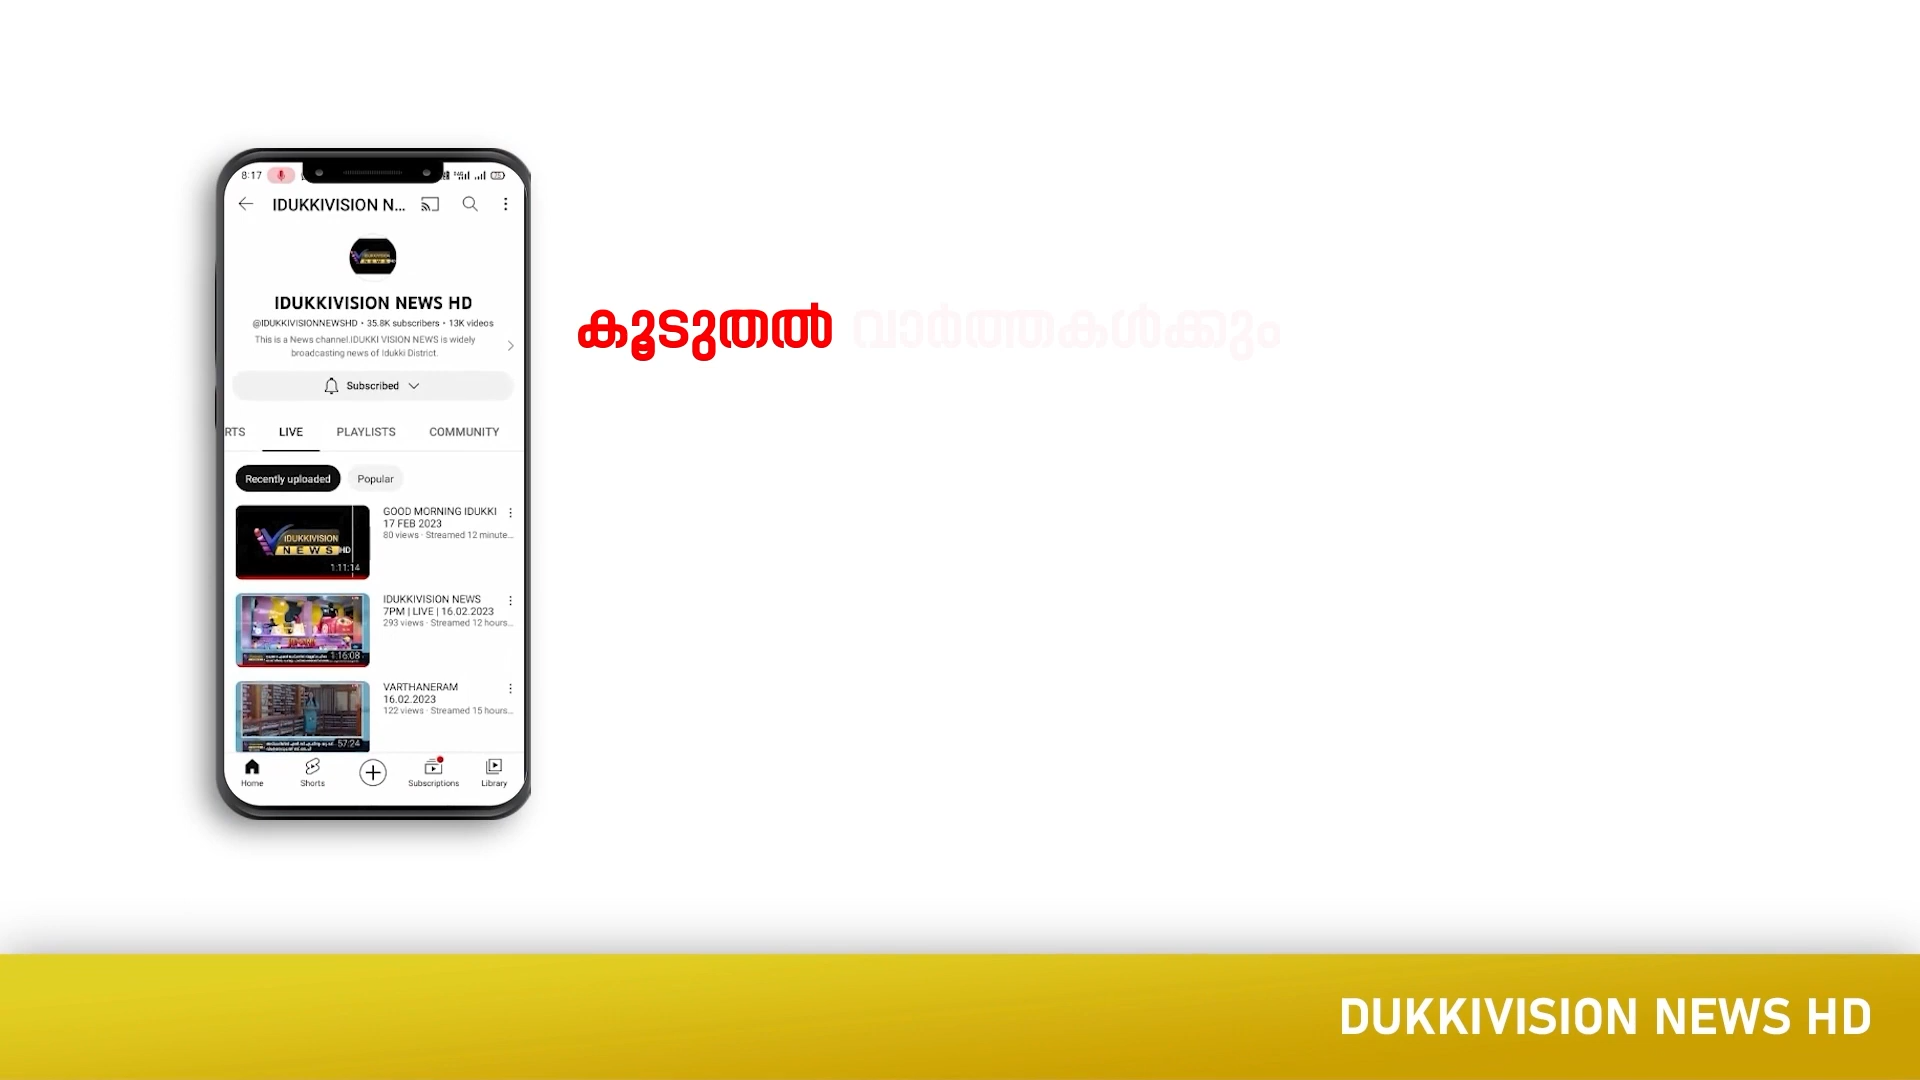 8:17
IDUKKIVISION N...
IDUKKIVISION NEWS HD
@IDUKKIVISIONNEWSHD • 35.8K subscribers • 13K videos
This is a News channel.IDUKKI VISION NEWS is widely
broadcasting news of Idukki District.
Subscribed
RTS LIVE PLAYLISTS COMMUNITY
Recently uploaded Popular
IDUKKIVISION
NEWS HD
1:11:14
GOOD MORNING IDUKKI
17 FEB 2023
80 views · Streamed 12 minute...
1:16:08
IDUKKIVISION NEWS
7PM | LIVE | 16.02.2023
293 views · Streamed 12 hours...
57:24
VARTHANERAM
16.02.2023
122 views · Streamed 15 hours...
Home Shorts Subscriptions Library
കൂടുതൽ വാർത്തകൾക്കും
DUKKIVISION NEWS HD